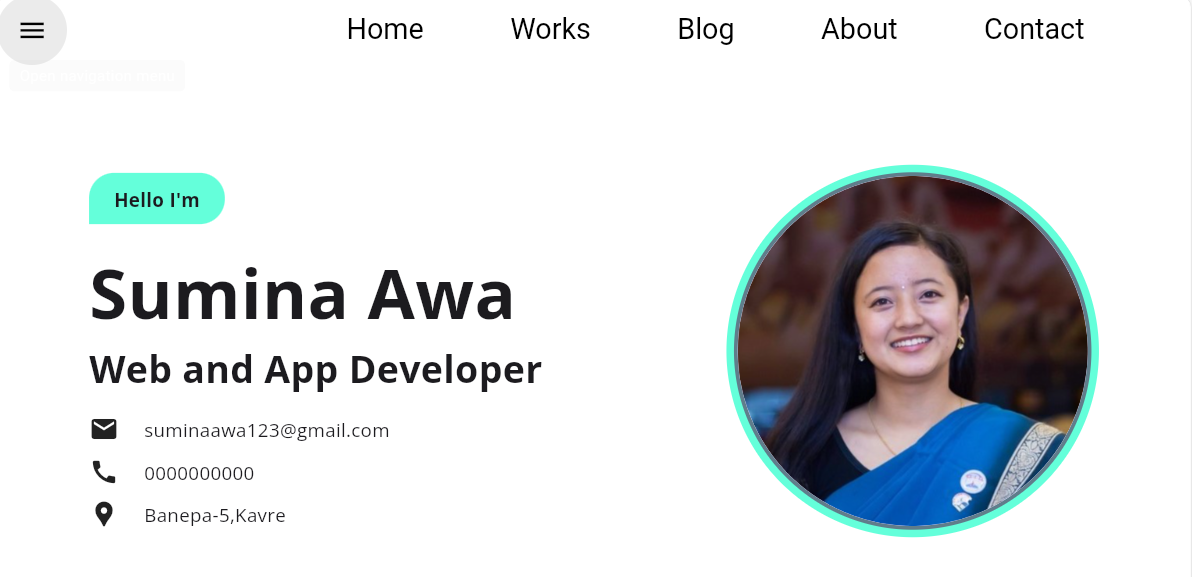 Home Works Blog About Contact
Open navigation menu
Hello I'm
Sumina Awa
Web and App Developer
suminaawa123@gmail.com
0000000000
Banepa-5,Kavre